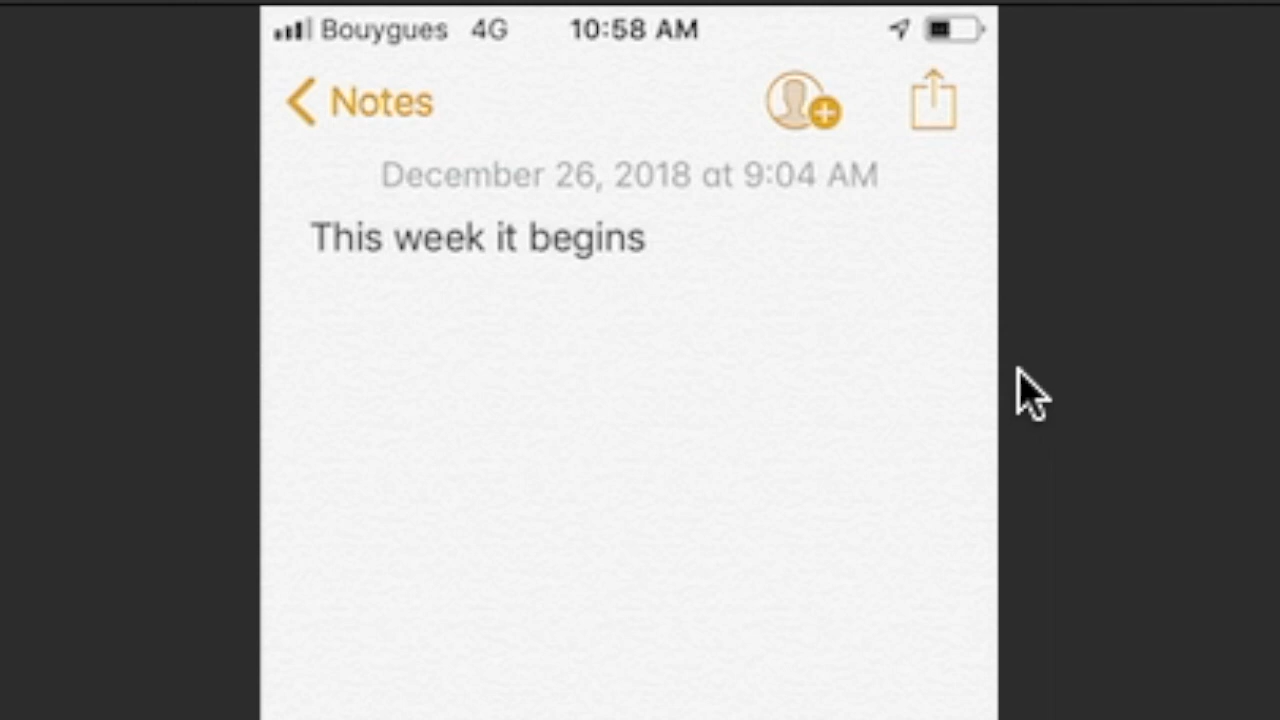 Bouygues 4G 10:58 AM
Notes
December 26, 2018 at 9:04 AM
This week it begins